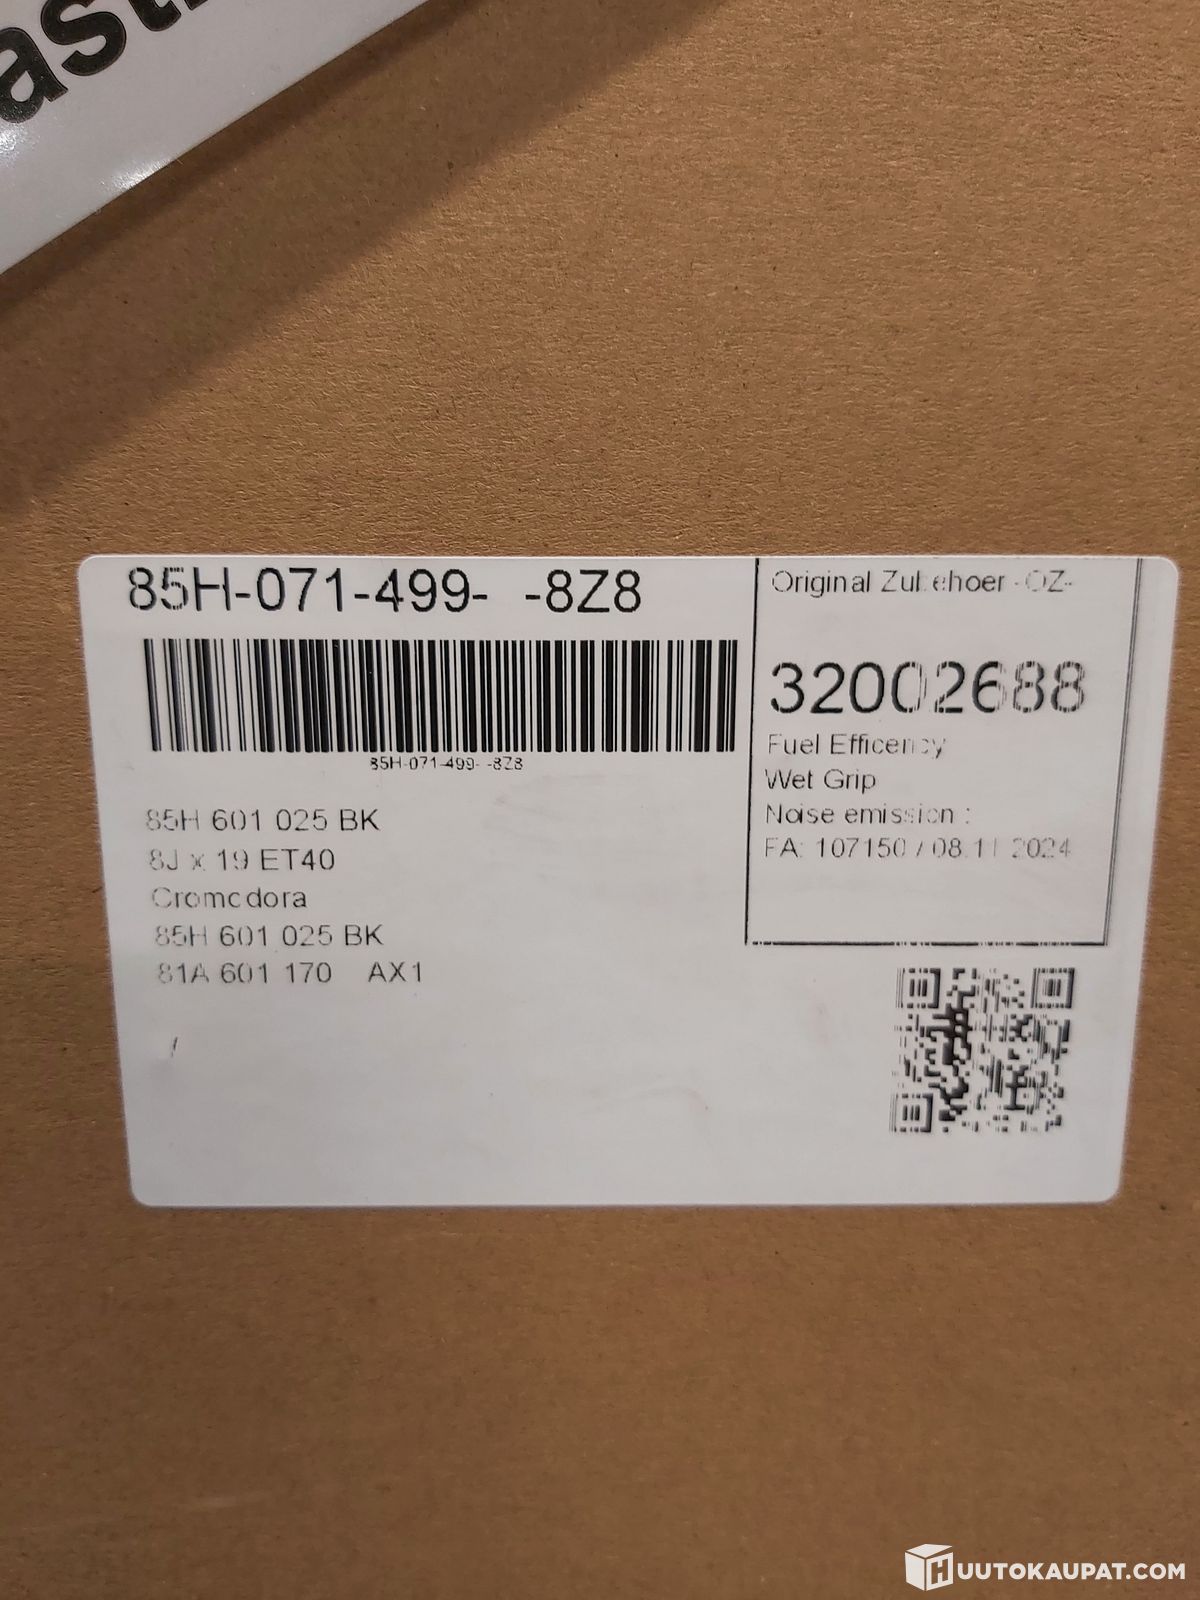 85H-071-499- -8Z8
85H-071-499- -8Z8
85H 601 025 BK
8J x 19 ET40
Cromodora
85H 601 025 BK
81A 601 170 AX1
/
Original Zubehoer -OZ-
32002688
Fuel Efficency
Wet Grip
Noise emission :
FA: 107150 / 08.11.2024
HUUTOKAUPAT.COM